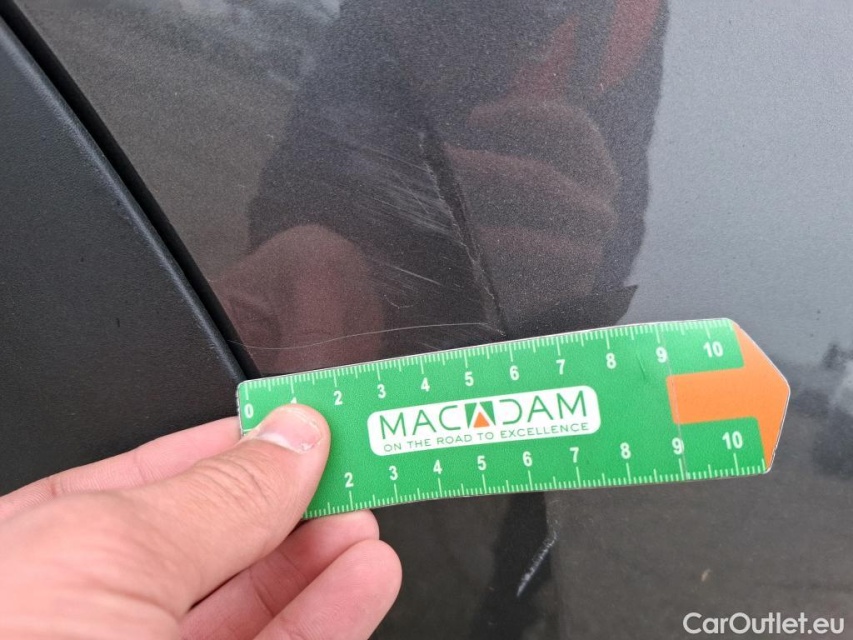 0 1 2 3 4 5 6 7 8 9 10
MACADAM
ON THE ROAD TO EXCELLENCE
2 3 4 5 6 7 8 9 10
CarOutlet.eu